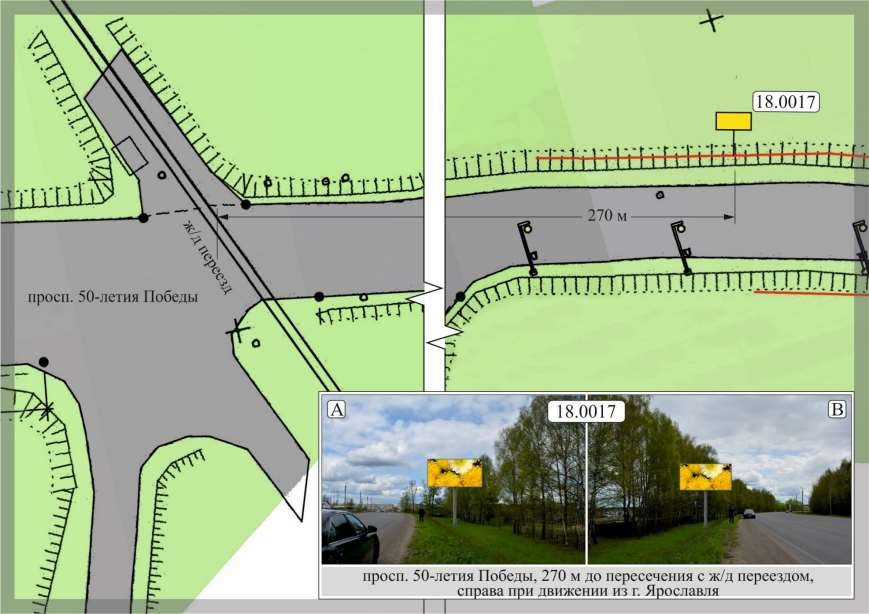 18.0017
270 м
ж/д переезд
просп. 50-летия Победы
A
18.0017
B
просп. 50-летия Победы, 270 м до пересечения с ж/д переездом,
справа при движении из г. Ярославля